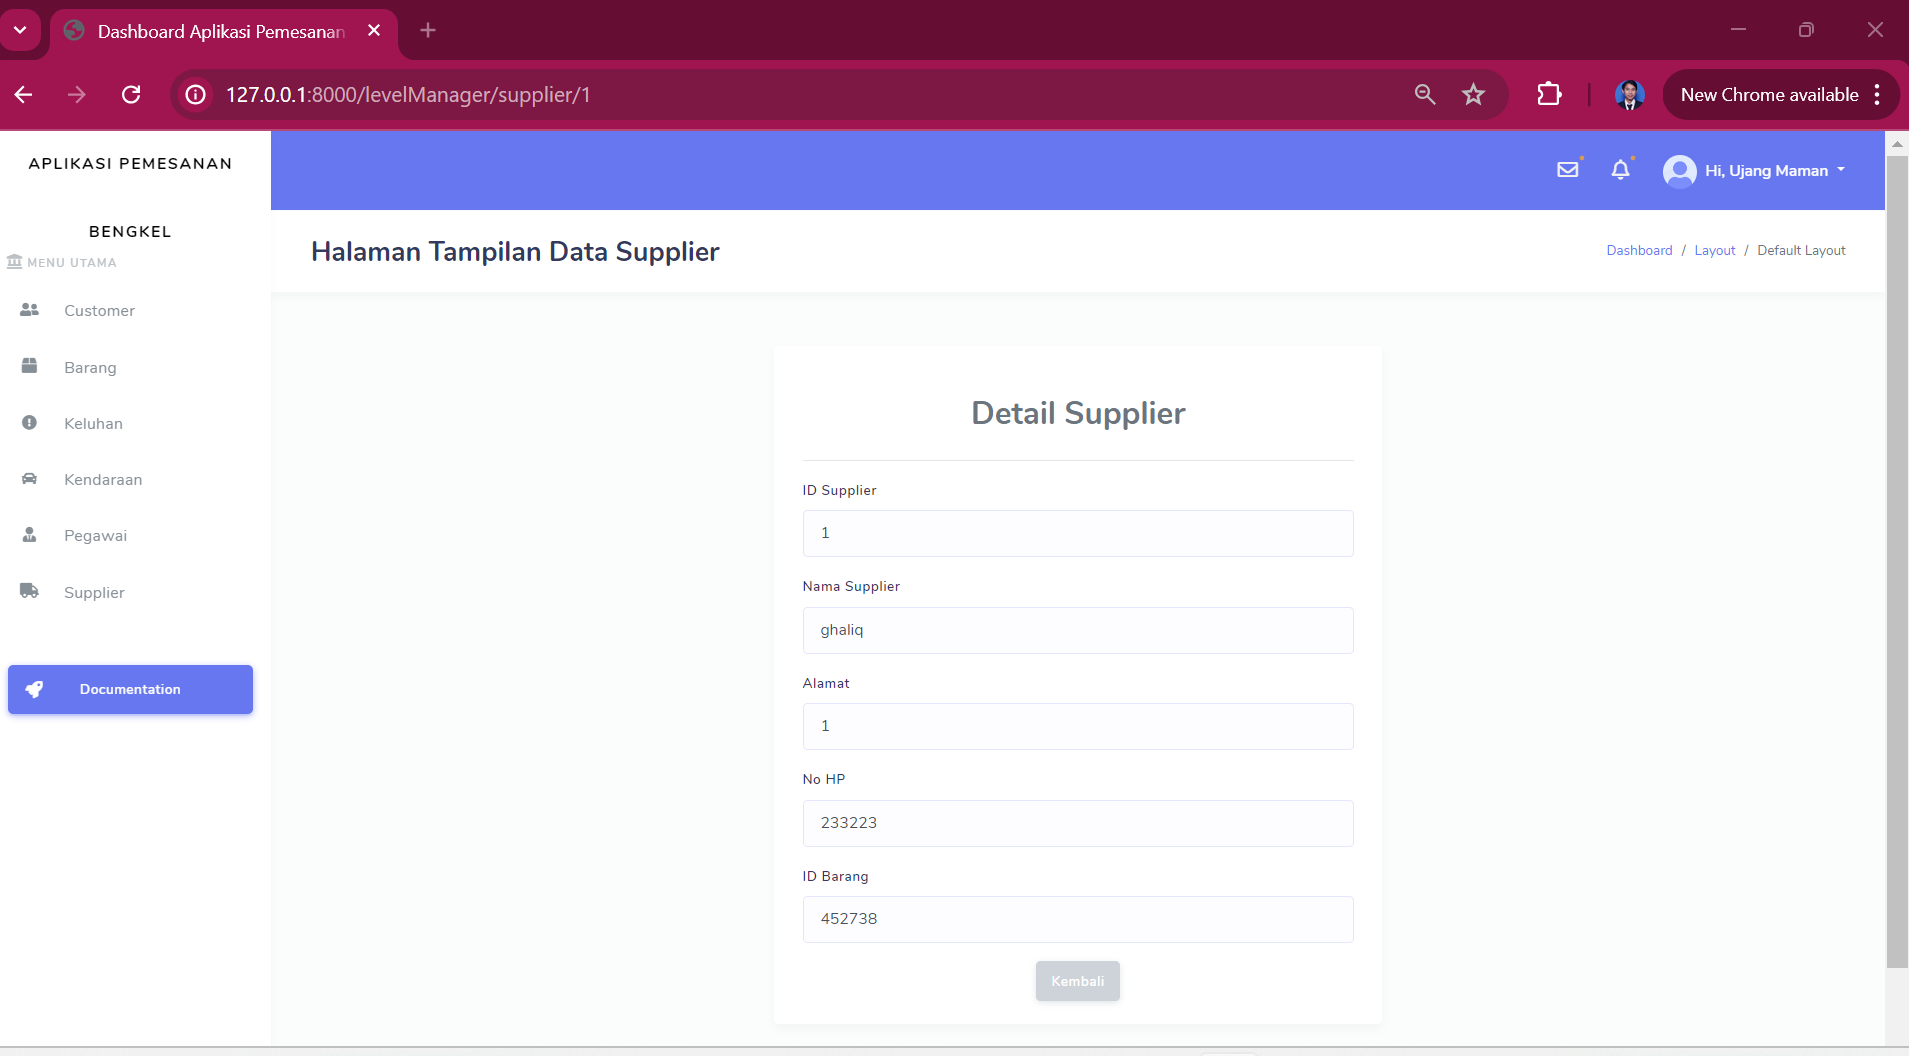 Dashboard Aplikasi Pemesanan
127.0.0.1:8000/levelManager/supplier/1
New Chrome available
APLIKASI PEMESANAN
BENGKEL
MENU UTAMA
Customer
Barang
Keluhan
Kendaraan
Pegawai
Supplier
Documentation
Hi, Ujang Maman
Halaman Tampilan Data Supplier
Dashboard / Layout / Default Layout
Detail Supplier
ID Supplier
1
Nama Supplier
ghaliq
Alamat
1
No HP
233223
ID Barang
452738
Kembali